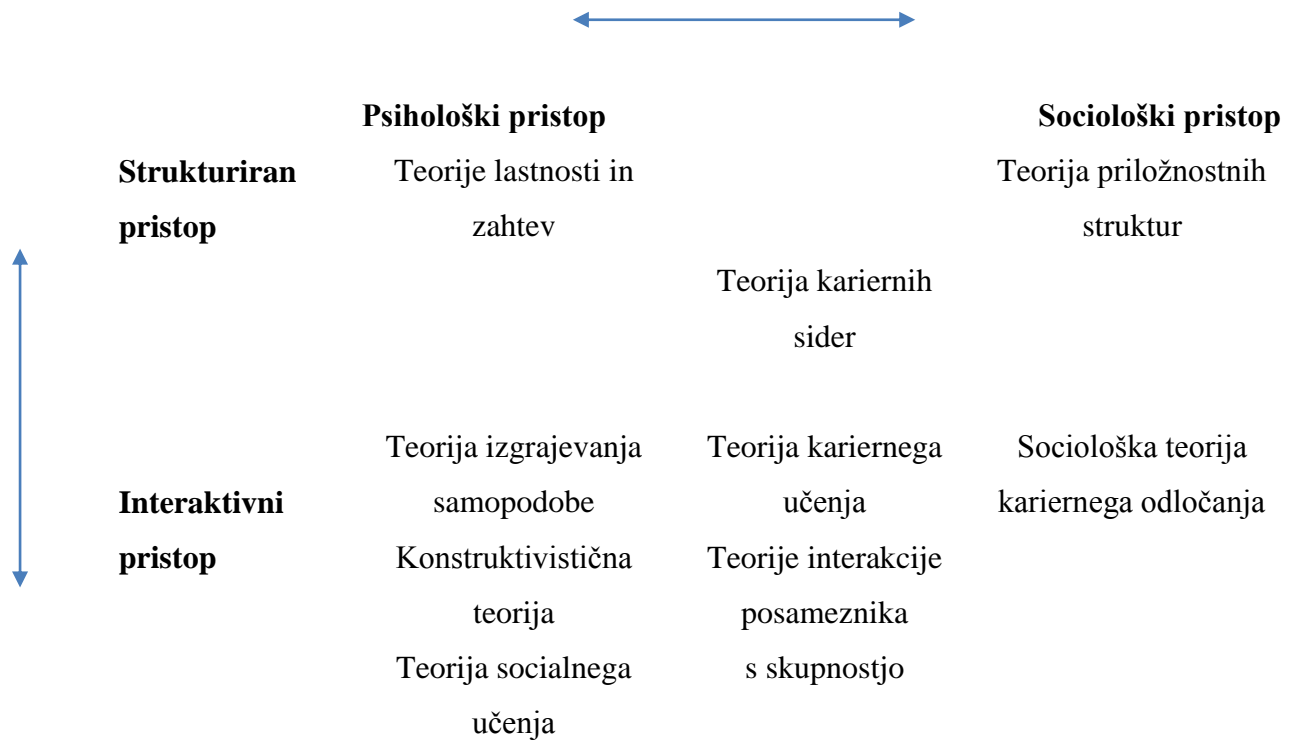 Psihološki pristop Sociološki pristop
Strukturiran Teorije lastnosti in Teorija priložnostnih
pristop zahtev struktur
Teorija kariernih
sider
Teorija izgrajevanja Teorija kariernega Sociološka teorija
Interaktivni samopodobe učenja kariernega odločanja
pristop Konstruktivistična Teorije interakcije
teorija posameznika
Teorija socialnega s skupnostjo
učenja